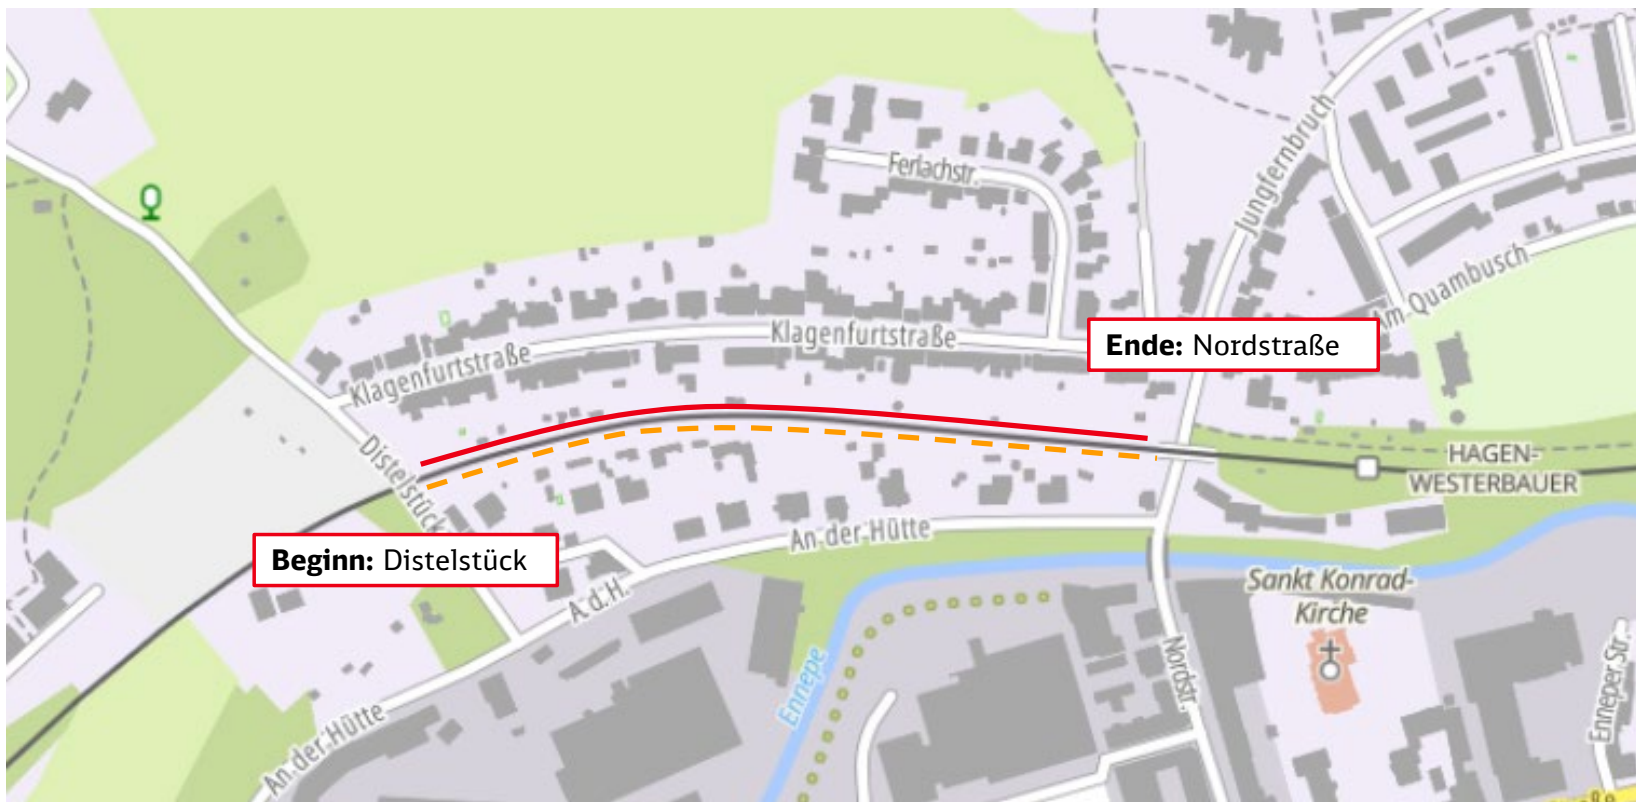 Ferlachstr.
Jungfernbruch
Am Quambusch
Klagenfurtstraße
Klagenfurtstraße
Ende: Nordstraße
Distelstück
HAGEN-
WESTERBAUER
An der Hütte
Beginn: Distelstück
A.d.H.
Sankt Konrad-
Kirche
Ennepe
Nordstr.
Enneper Str.
An der Hütte